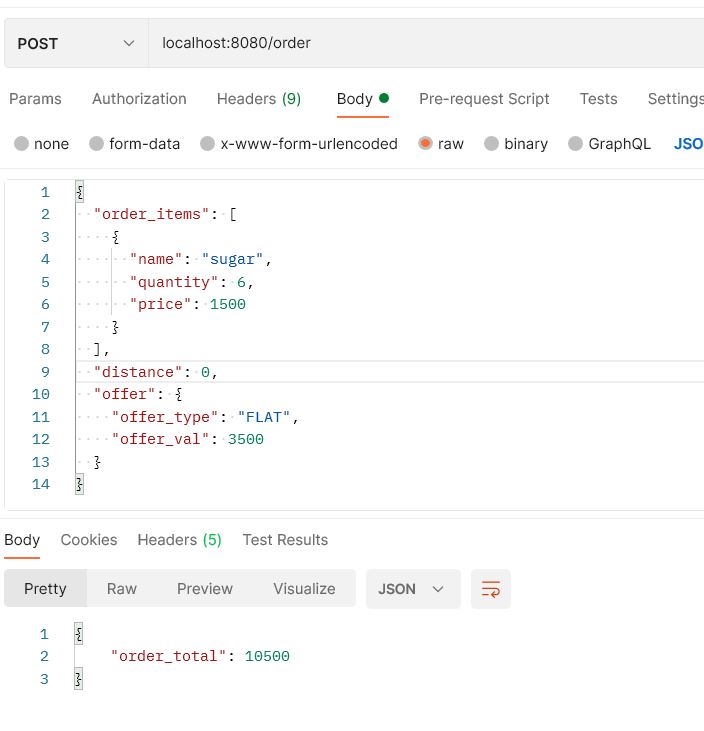 POST localhost:8080/order
Params Authorization Headers (9) Body Pre-request Script Tests Settings
none form-data x-www-form-urlencoded raw binary GraphQL JSO
1 {
2 "order_items": [
3 {
4 "name": "sugar",
5 "quantity": 6,
6 "price": 1500
7 }
8 ],
9 "distance": 0,
10 "offer": {
11 "offer_type": "FLAT",
12 "offer_val": 3500
13 }
14 }
Body Cookies Headers (5) Test Results
Pretty Raw Preview Visualize JSON
1 {
2 "order_total": 10500
3 }